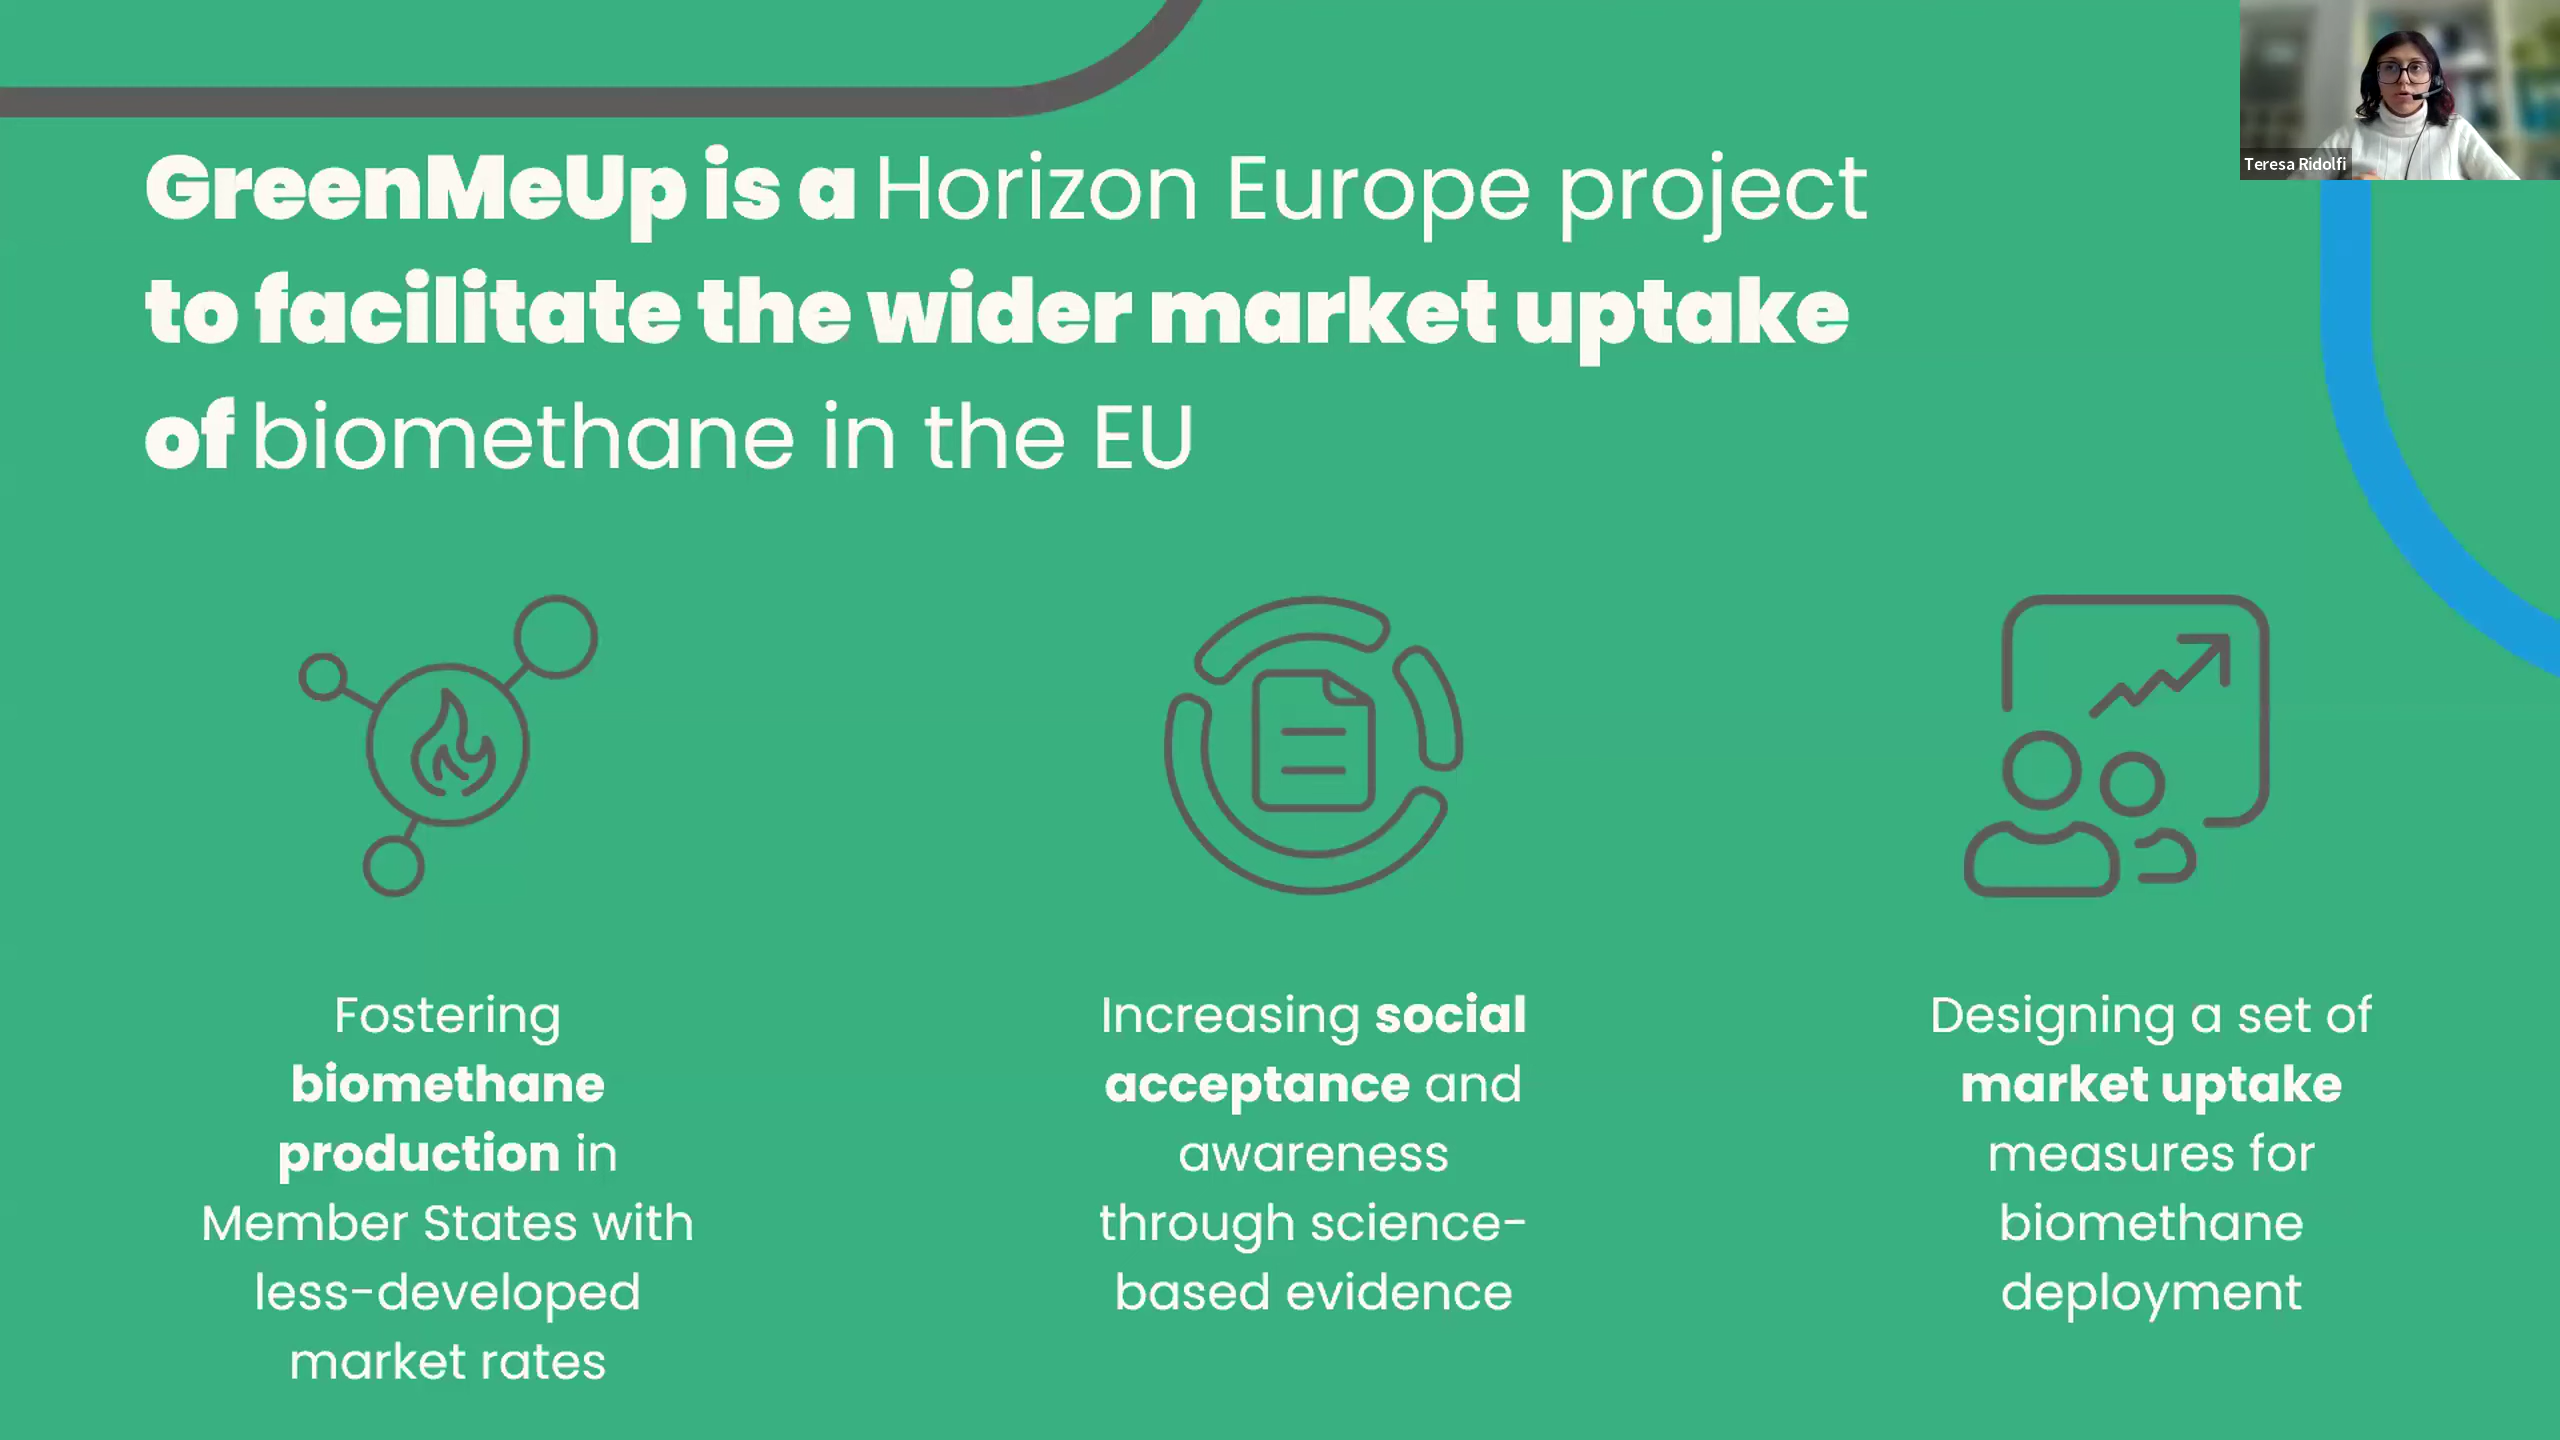 GreenMeUp is a Horizon Europe project
to facilitate the wider market uptake
of biomethane in the EU
Teresa Ridolfi
Fostering
biomethane
production in
Member States with
less-developed
market rates
Increasing social
acceptance and
awareness
through science-
based evidence
Designing a set of
market uptake
measures for
biomethane
deployment